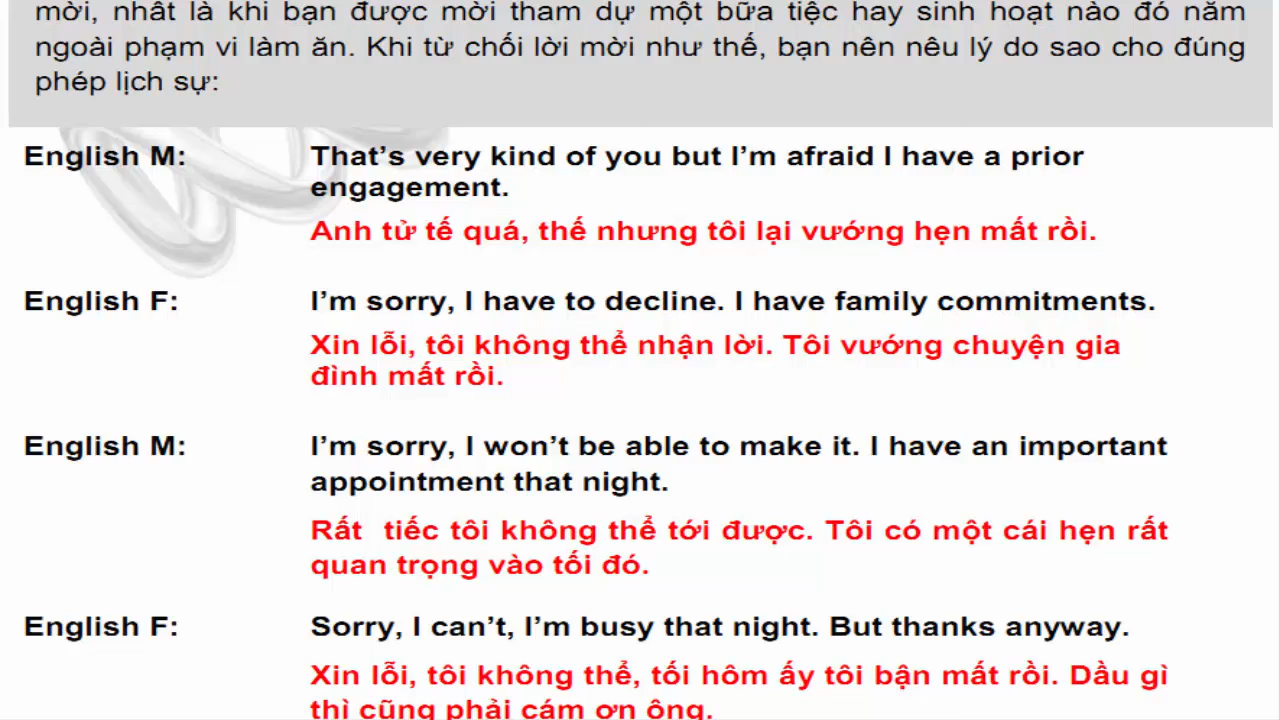 mời, nhất là khi bạn được mời tham dự một bữa tiệc hay sinh hoạt nào đó nằm
ngoài phạm vi làm ăn. Khi từ chối lời mời như thế, bạn nên nêu lý do sao cho đúng
phép lịch sự:
English M: That’s very kind of you but I’m afraid I have a prior
engagement.
Anh tử tế quá, thế nhưng tôi lại vướng hẹn mất rồi.
English F: I’m sorry, I have to decline. I have family commitments.
Xin lỗi, tôi không thể nhận lời. Tôi vướng chuyện gia
đình mất rồi.
English M: I’m sorry, I won’t be able to make it. I have an important
appointment that night.
Rất tiếc tôi không thể tới được. Tôi có một cái hẹn rất
quan trọng vào tối đó.
English F: Sorry, I can’t, I’m busy that night. But thanks anyway.
Xin lỗi, tôi không thể, tối hôm ấy tôi bận mất rồi. Dầu gì
thì cũng phải cám ơn ông.